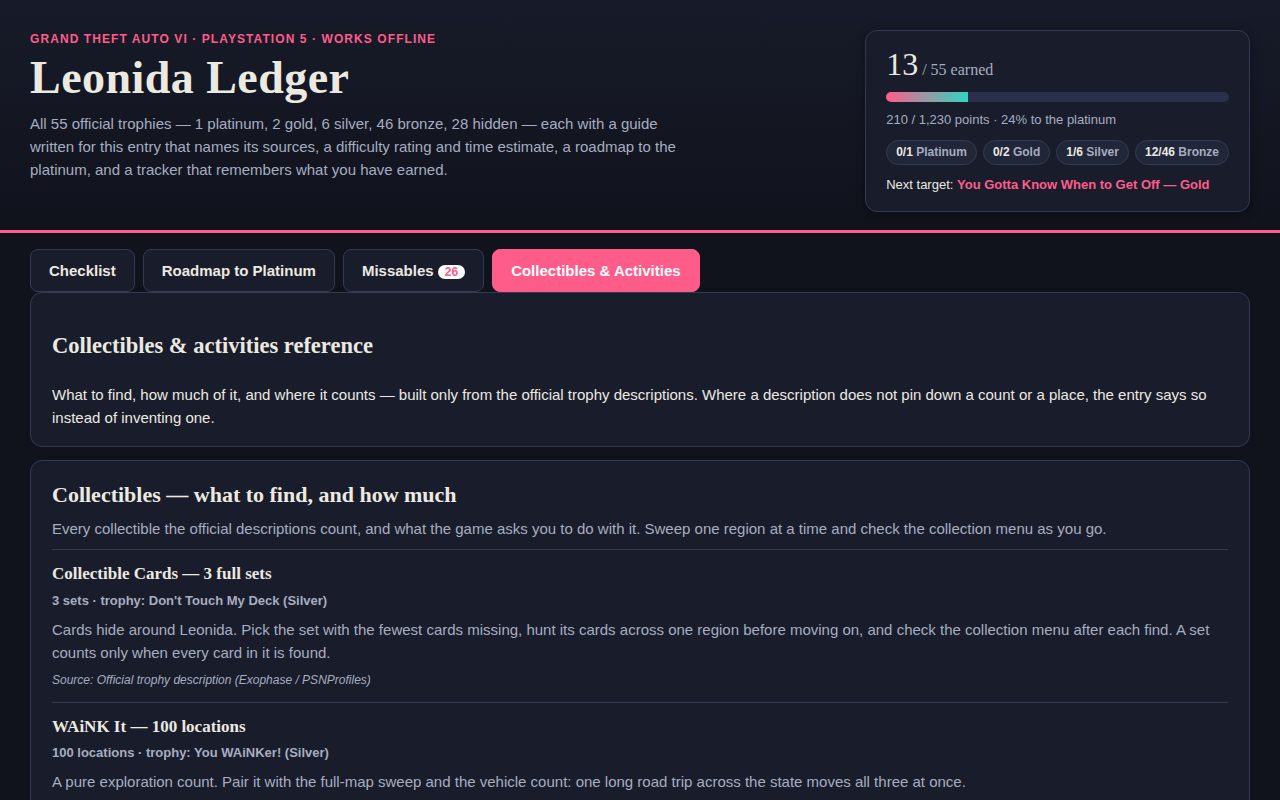 GRAND THEFT AUTO VI · PLAYSTATION 5 · WORKS OFFLINE
Leonida Ledger
All 55 official trophies — 1 platinum, 2 gold, 6 silver, 46 bronze, 28 hidden — each with a guide
written for this entry that names its sources, a difficulty rating and time estimate, a roadmap to the
platinum, and a tracker that remembers what you have earned.
13 / 55 earned
210 / 1,230 points · 24% to the platinum
0/1 Platinum 0/2 Gold 1/6 Silver 12/46 Bronze
Next target: You Gotta Know When to Get Off — Gold
Checklist Roadmap to Platinum Missables 26 Collectibles & Activities
Collectibles & activities reference
What to find, how much of it, and where it counts — built only from the official trophy descriptions. Where a description does not pin down a count or a place, the entry says so
instead of inventing one.
Collectibles — what to find, and how much
Every collectible the official descriptions count, and what the game asks you to do with it. Sweep one region at a time and check the collection menu as you go.
Collectible Cards — 3 full sets
3 sets · trophy: Don't Touch My Deck (Silver)
Cards hide around Leonida. Pick the set with the fewest cards missing, hunt its cards across one region before moving on, and check the collection menu after each find. A set
counts only when every card in it is found.
Source: Official trophy description (Exophase / PSNProfiles)
WAiNK It — 100 locations
100 locations · trophy: You WAiNKer! (Silver)
A pure exploration count. Pair it with the full-map sweep and the vehicle count: one long road trip across the state moves all three at once.